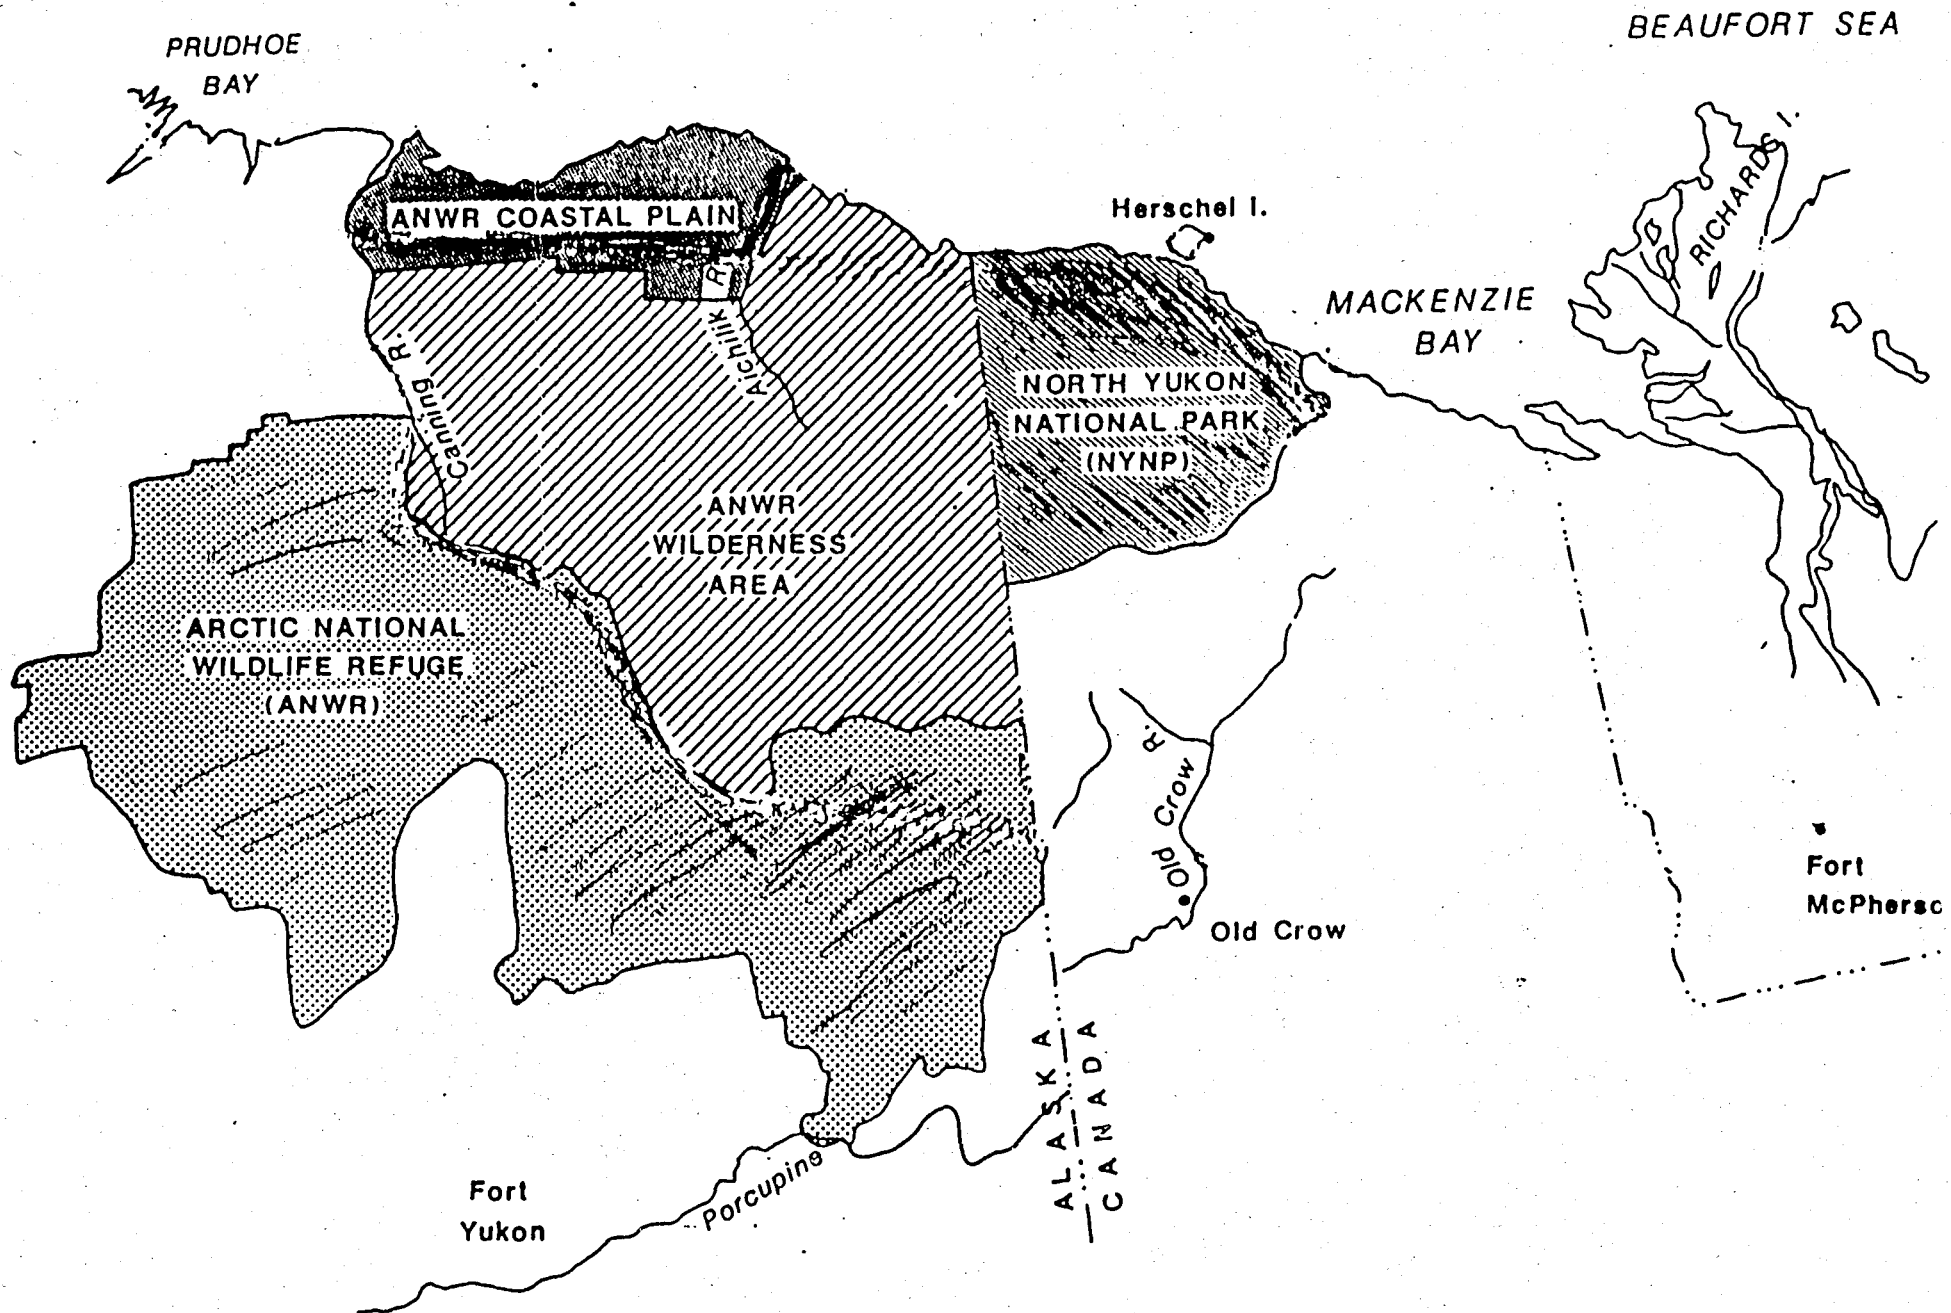 BEAUFORT SEA
PRUDHOE
BAY
RICHARDS I.
Herschel I.
ANWR COASTAL PLAIN
Aichilik R.
MACKENZIE
BAY
Canning R.
NORTH YUKON
NATIONAL PARK
(NYNP)
ANWR
WILDERNESS
AREA
ARCTIC NATIONAL
WILDLIFE REFUGE
(ANWR)
Old Crow R.
Old Crow
Fort
McPhersc
ALASKA
CANADA
Porcupine
Fort
Yukon